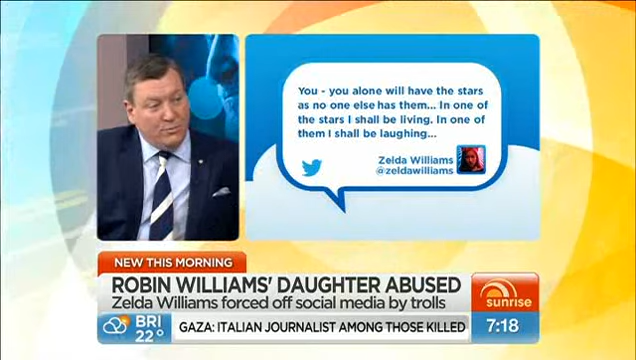 You - you alone will have the stars
as no one else has them... In one of
the stars I shall be living. In one of
them I shall be laughing...
Zelda Williams
@zeldawilliams
NEW THIS MORNING
ROBIN WILLIAMS' DAUGHTER ABUSED
Zelda Williams forced off social media by trolls
sunrise
BRI
22°
GAZA: ITALIAN JOURNALIST AMONG THOSE KILLED
7:18